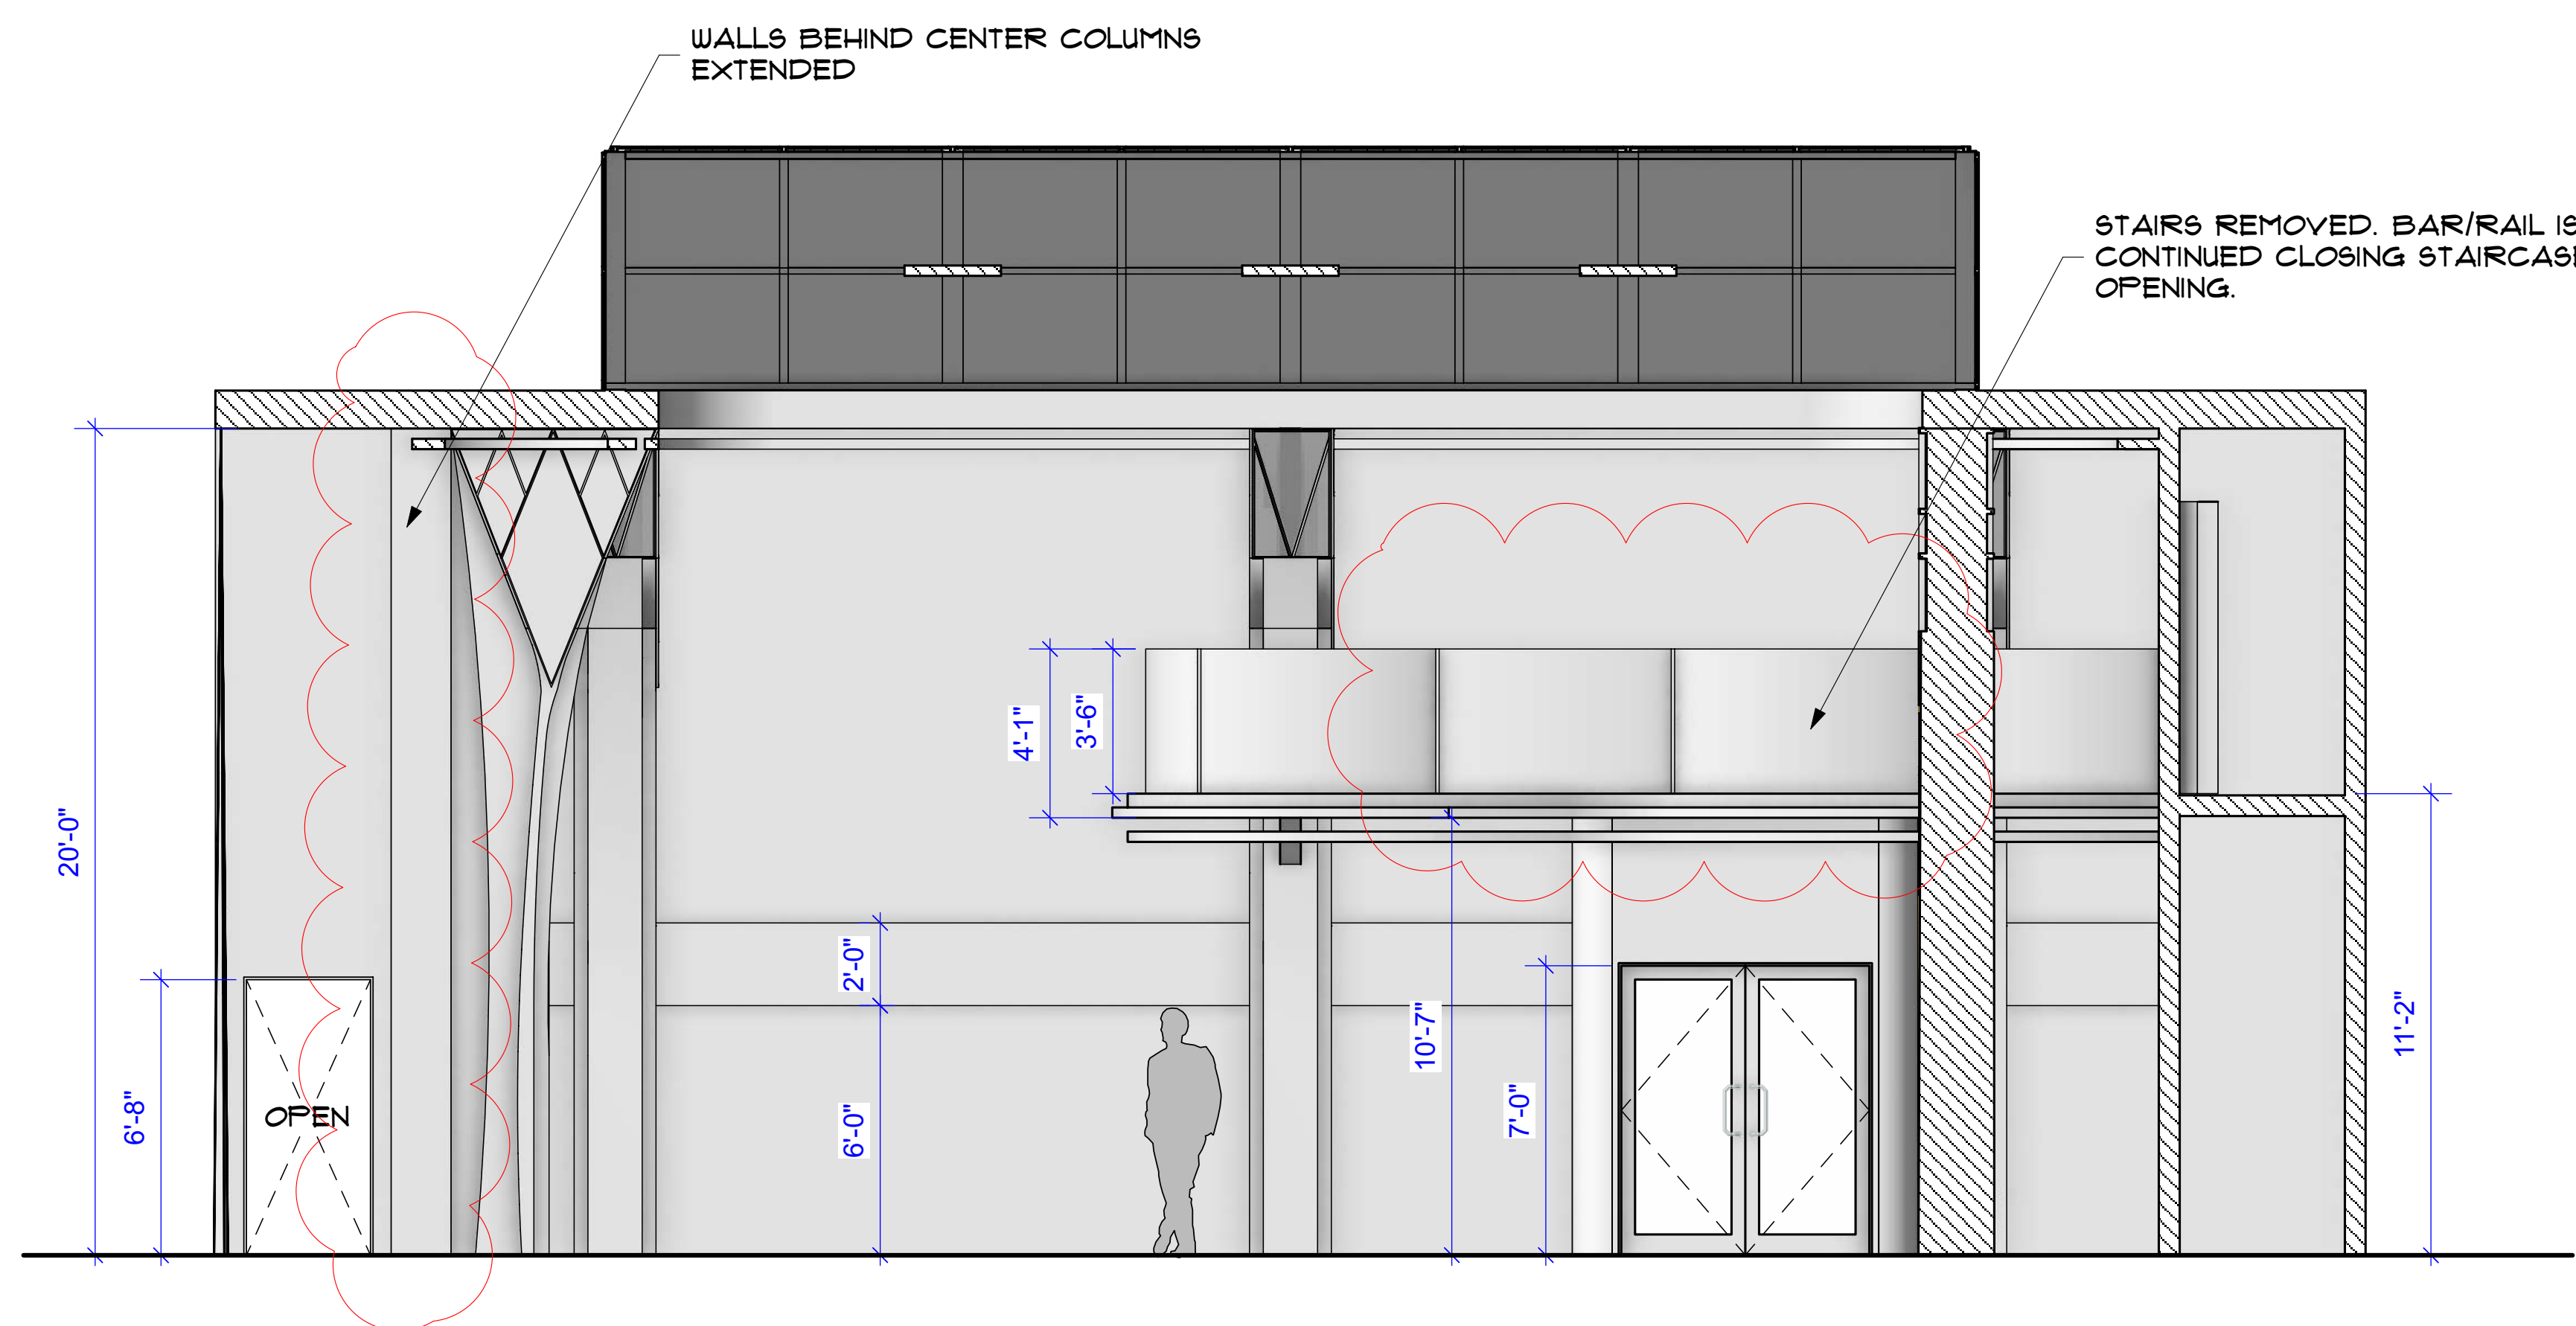 WALLS BEHIND CENTER COLUMNS
EXTENDED
STAIRS REMOVED. BAR/RAIL IS
CONTINUED CLOSING STAIRCASE
OPENING.
4'-1"
3'-6"
20'-0"
2'-0"
10'-7"
11'-2"
6'-8"
OPEN
6'-0"
7'-0"